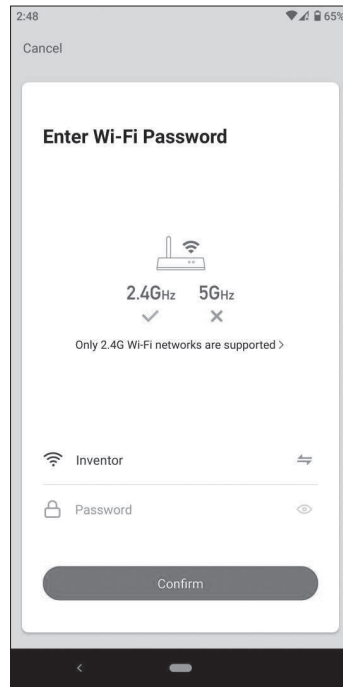 2:48 65%
Cancel
Enter Wi-Fi Password
2.4GHz 5GHz
Only 2.4G Wi-Fi networks are supported >
Inventor
Password
Confirm